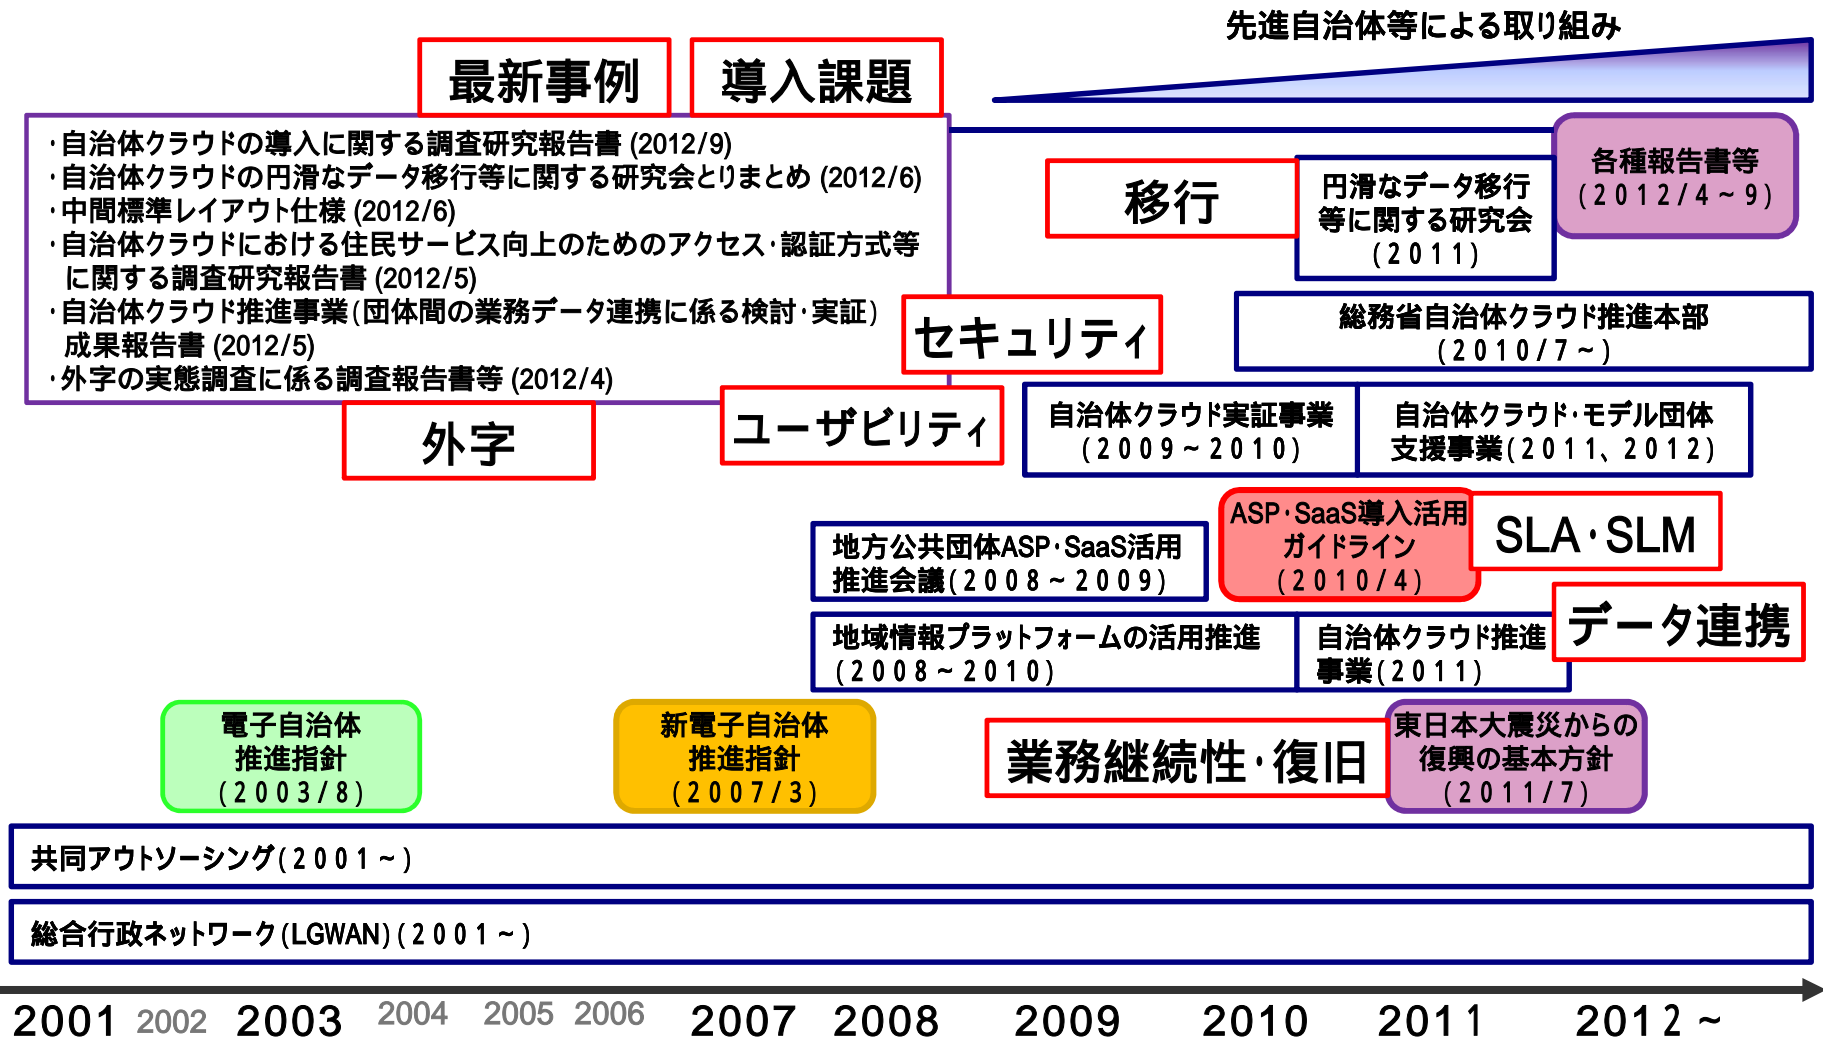 先進自治体等による取り組み
最新事例
導入課題
・自治体クラウドの導入に関する調査研究報告書 (2012/9)
・自治体クラウドの円滑なデータ移行等に関する研究会とりまとめ (2012/6)
・中間標準レイアウト仕様 (2012/6)
・自治体クラウドにおける住民サービス向上のためのアクセス・認証方式等
に関する調査研究報告書 (2012/5)
・自治体クラウド推進事業(団体間の業務データ連携に係る検討・実証)
成果報告書 (2012/5)
・外字の実態調査に係る調査報告書等 (2012/4)
各種報告書等
(2012/4～9)
移行
円滑なデータ移行
等に関する研究会
(2011)
セキュリティ
総務省自治体クラウド推進本部
(2010/7～)
外字
ユーザビリティ
自治体クラウド実証事業
(2009～2010)
自治体クラウド・モデル団体
支援事業(2011、2012)
地方公共団体ASP・SaaS活用
推進会議(2008～2009)
ASP・SaaS導入活用
ガイドライン
(2010/4)
SLA・SLM
地域情報プラットフォームの活用推進
(2008～2010)
自治体クラウド推進
事業(2011)
データ連携
電子自治体
推進指針
(2003/8)
新電子自治体
推進指針
(2007/3)
業務継続性・復旧
東日本大震災からの
復興の基本方針
(2011/7)
共同アウトソーシング(2001～)
総合行政ネットワーク(LGWAN)(2001～)
2001 2002 2003 2004 2005 2006 2007 2008 2009 2010 2011 2012～